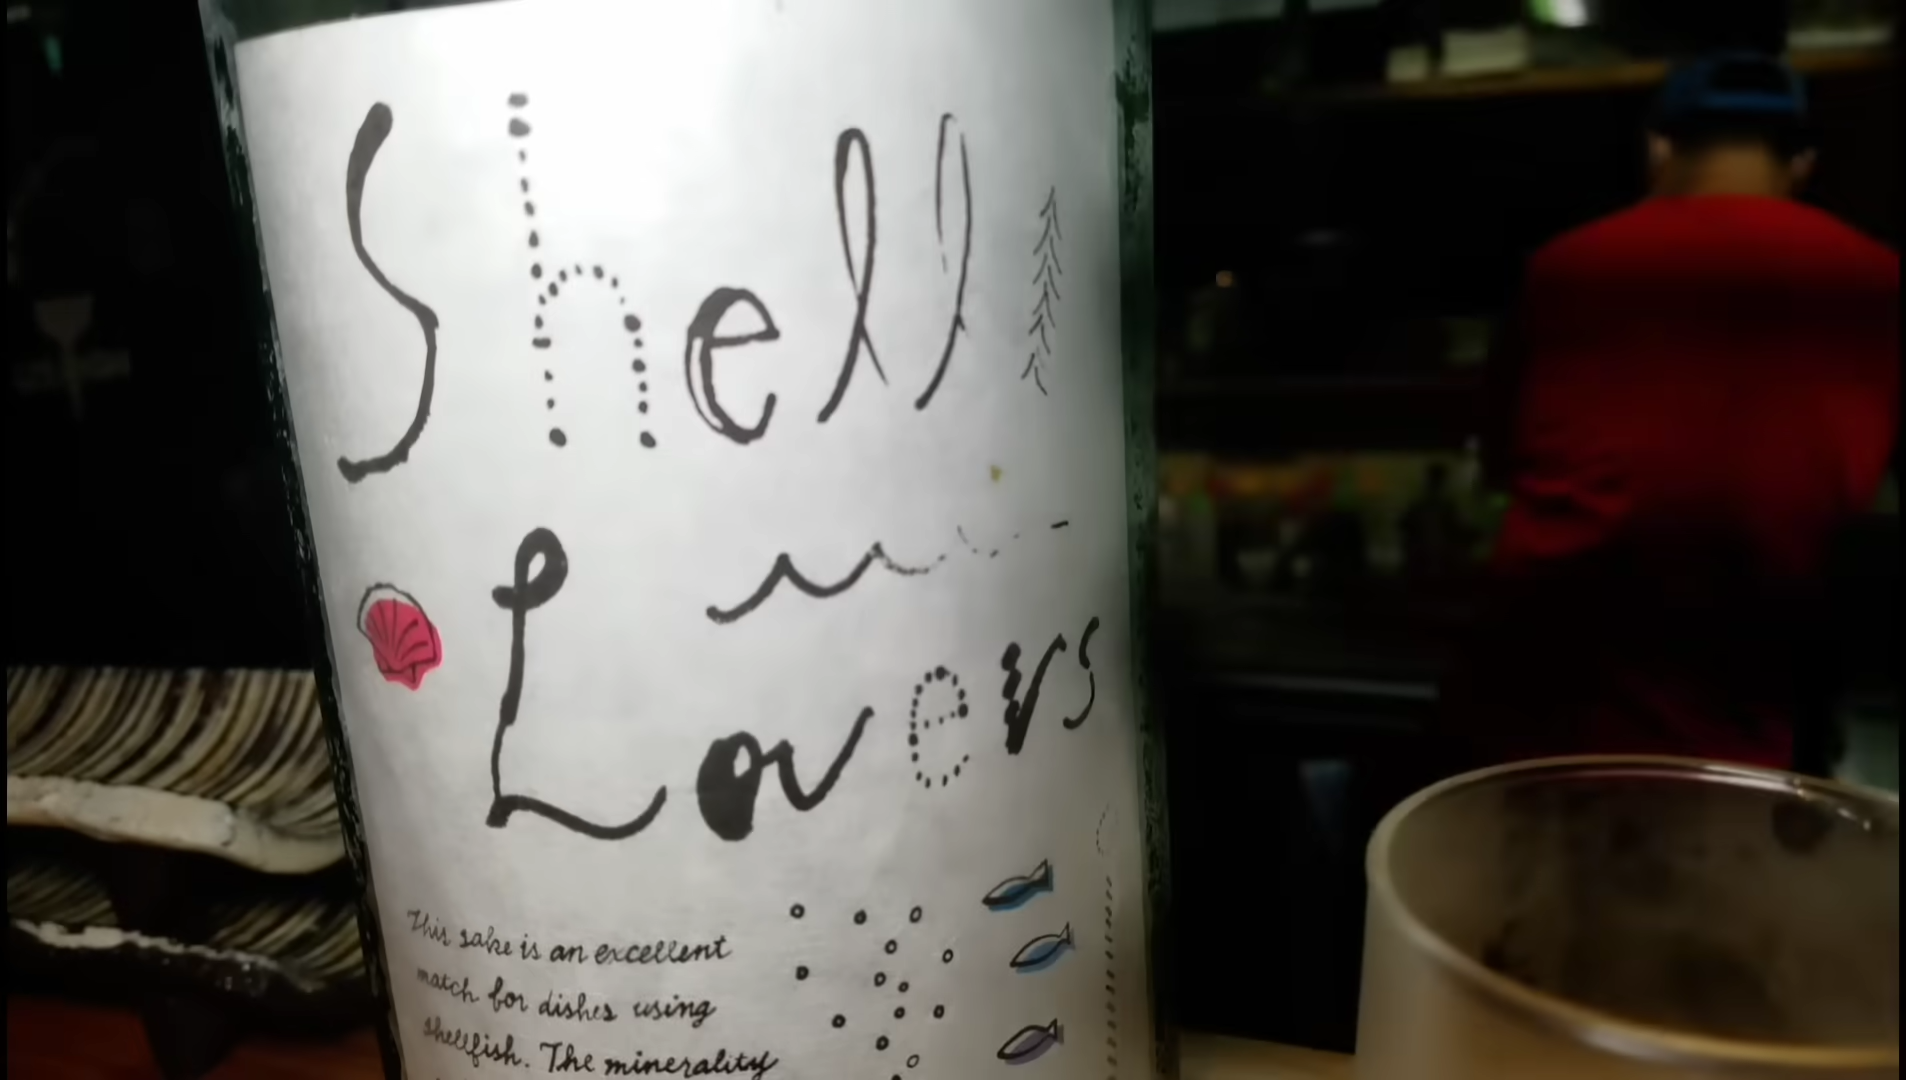 Shell
Lovers
This sake is an excellent
match for dishes using
shellfish. The minerality